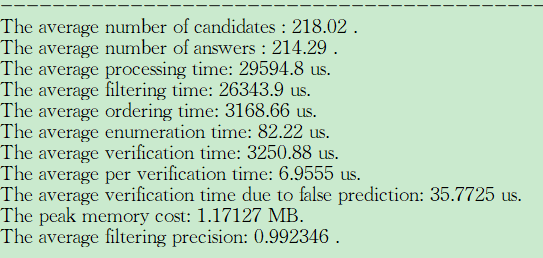 The average number of candidates : 218.02 .
The average number of answers : 214.29 .
The average processing time: 29594.8 us.
The average filtering time: 26343.9 us.
The average ordering time: 3168.66 us.
The average enumeration time: 82.22 us.
The average verification time: 3250.88 us.
The average per verification time: 6.9555 us.
The average verification time due to false prediction: 35.7725 us.
The peak memory cost: 1.17127 MB.
The average filtering precision: 0.992346 .